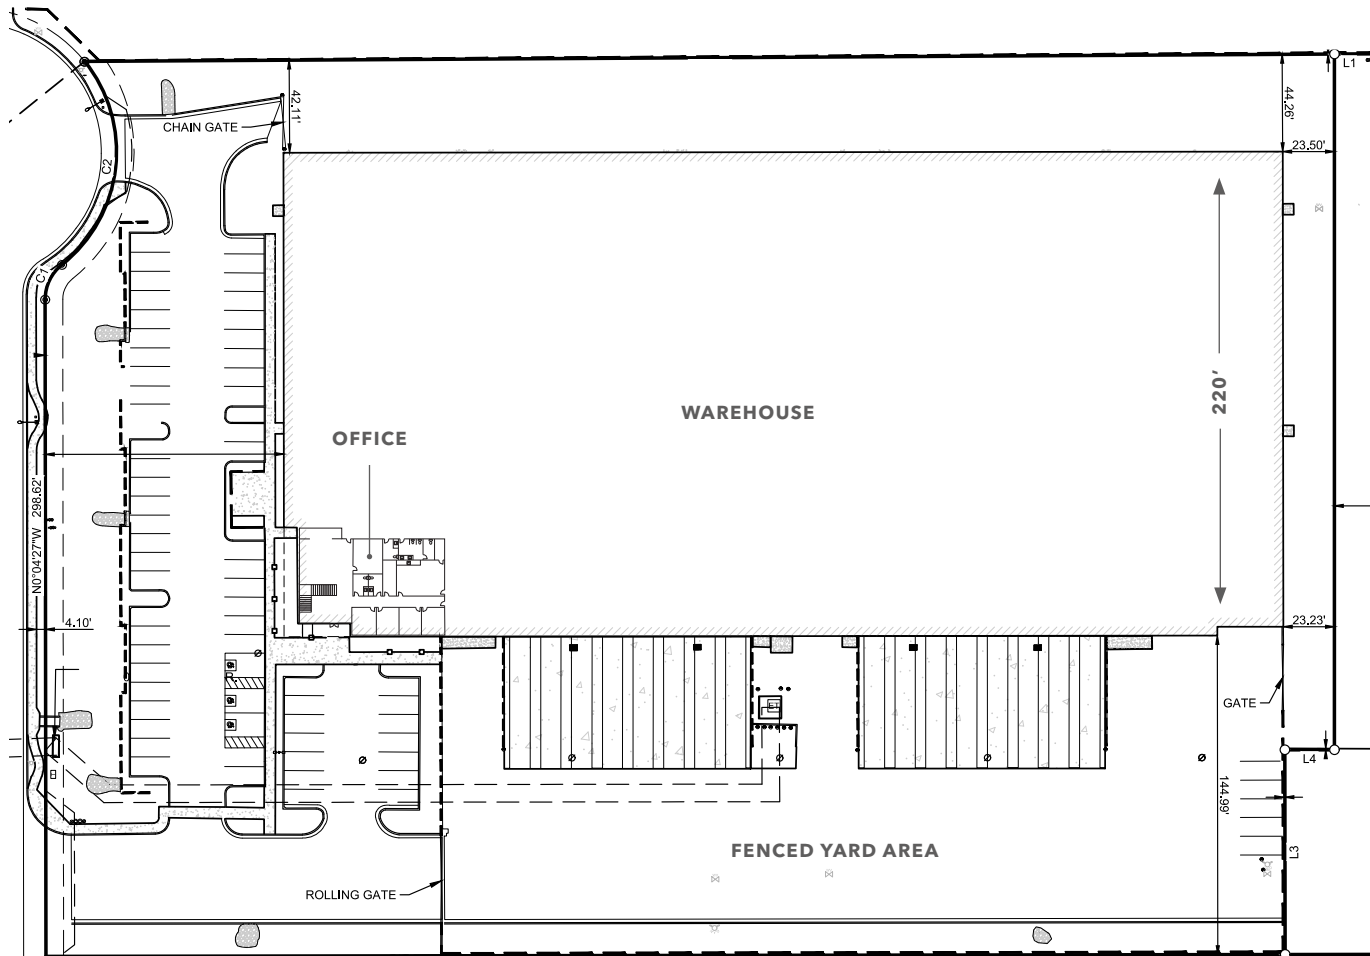 L1
42.11'
44.26'
CHAIN GATE
23.50'
C2
C1
220'
WAREHOUSE
OFFICE
N0°04'27"W 298.62'
4.10'
23.23'
R.
GATE
ET
L4
E
144.99'
FENCED YARD AREA
L3
ROLLING GATE